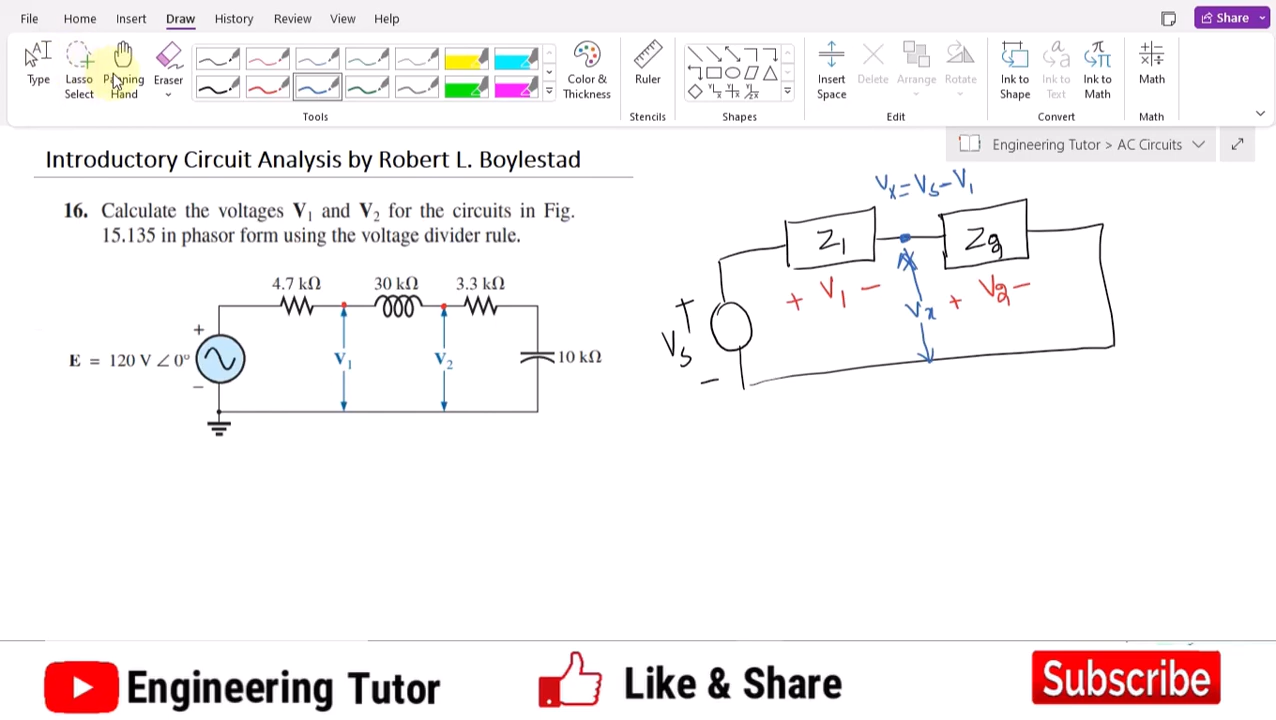 File Home Insert Draw History Review View Help Share
Type
Lasso Select
Panning Hand
Eraser
Color & Thickness
Ruler
Insert Space
Delete
Arrange
Rotate
Ink to Shape
Ink to Text
Ink to Math
Math
Tools Stencils Shapes Edit Convert Math
Introductory Circuit Analysis by Robert L. Boylestad
Engineering Tutor > AC Circuits
16. Calculate the voltages V₁ and V₂ for the circuits in Fig.
15.135 in phasor form using the voltage divider rule.
4.7 kΩ 30 kΩ 3.3 kΩ
+
E = 120 V ∠ 0°
−
V₁
V₂
10 kΩ
Vx = Vs − V₁
Z₁ Z₂
+ V₁ − + V₂ −
Vx
+
Vs
−
Engineering Tutor
Like & Share
Subscribe